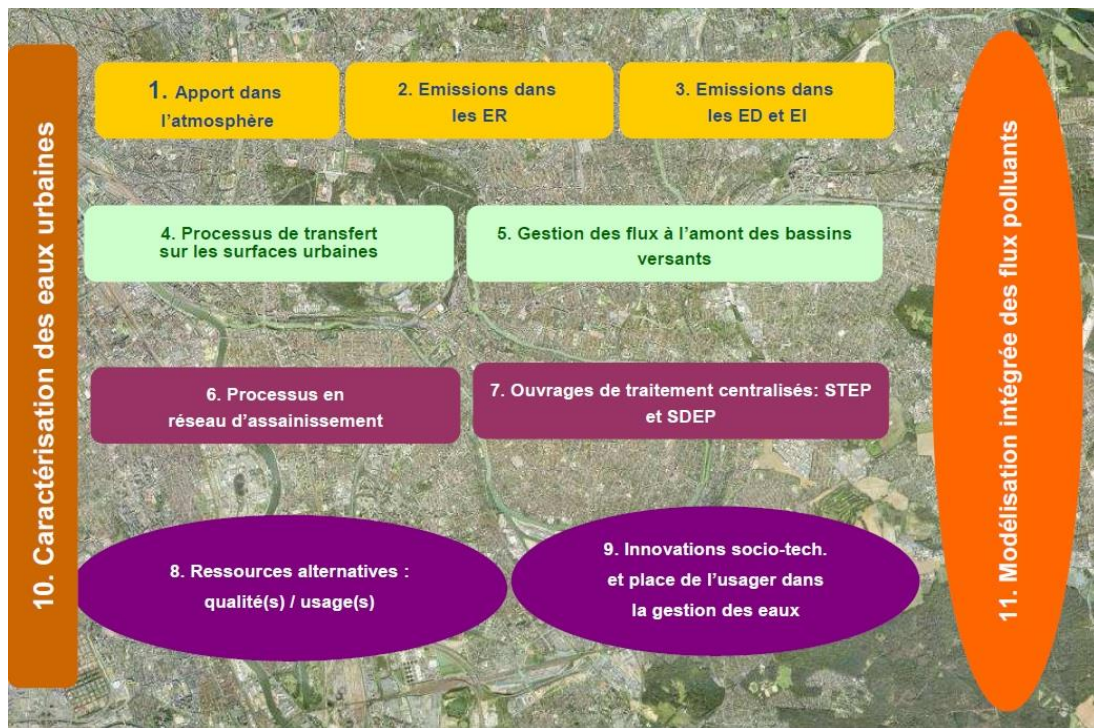 10. Caractérisation des eaux urbaines
1. Apport dans
l’atmosphère
2. Emissions dans
les ER
3. Emissions dans
les ED et EI
4. Processus de transfert
sur les surfaces urbaines
5. Gestion des flux à l’amont des bassins
versants
6. Processus en
réseau d’assainissement
7. Ouvrages de traitement centralisés: STEP
et SDEP
8. Ressources alternatives :
qualité(s) / usage(s)
9. Innovations socio-tech.
et place de l’usager dans
la gestion des eaux
11. Modélisation intégrée des flux polluants